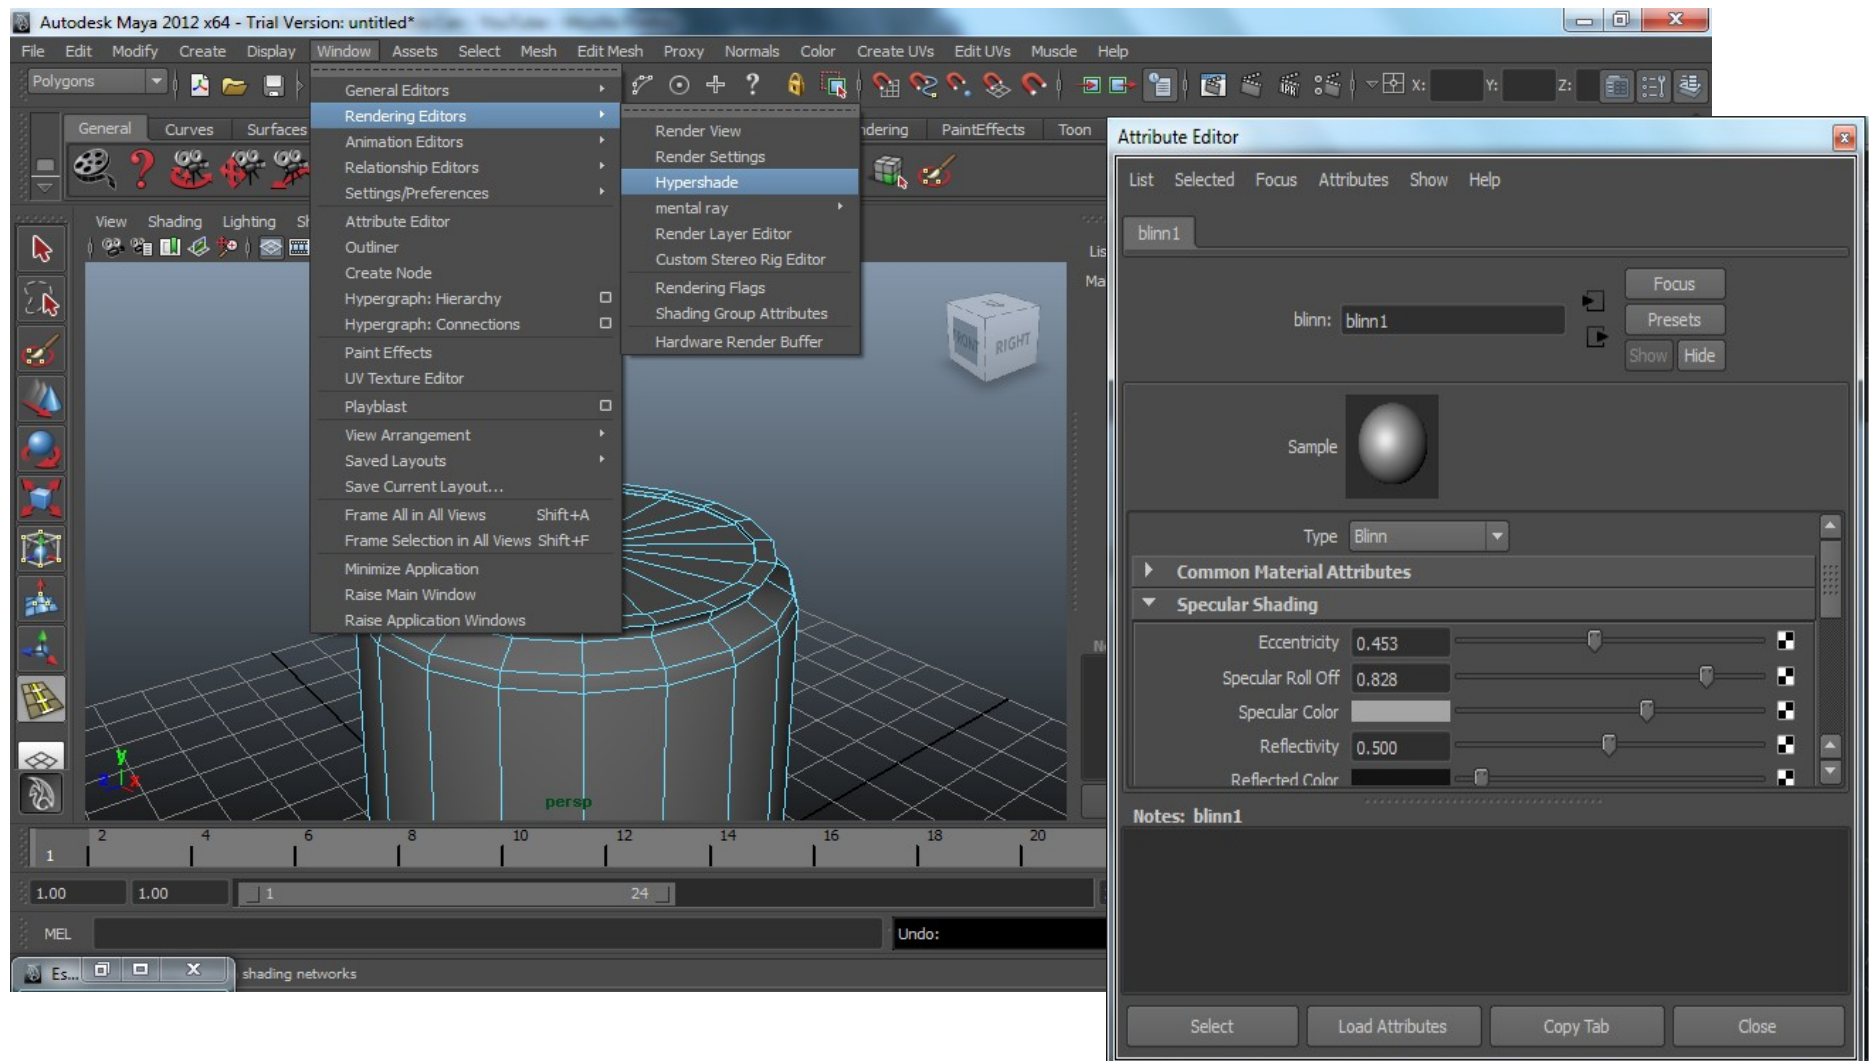 Autodesk Maya 2012 x64 - Trial Version: untitled*
File Edit Modify Create Display Window Assets Select Mesh Edit Mesh Proxy Normals Color Create UVs Edit UVs Muscle Help
Polygons X: Y: Z:
General Curves Surfaces PaintEffects Toon
View Shading Lighting
General Editors
Rendering Editors
Animation Editors
Relationship Editors
Settings/Preferences
Attribute Editor
Outliner
Create Node
Hypergraph: Hierarchy
Hypergraph: Connections
Paint Effects
UV Texture Editor
Playblast
View Arrangement
Saved Layouts
Save Current Layout...
Frame All in All Views Shift+A
Frame Selection in All Views Shift+F
Minimize Application
Raise Main Window
Raise Application Windows
Render View
Render Settings
Hypershade
mental ray
Render Layer Editor
Custom Stereo Rig Editor
Rendering Flags
Shading Group Attributes
Hardware Render Buffer
FRONT RIGHT
y
x
persp
2 4 6 8 10 12 14 16 18 20
1
1.00 1.00 1 24
MEL Undo:
Es... shading networks
Attribute Editor
List Selected Focus Attributes Show Help
blinn1
Focus
blinn: blinn1 Presets
Show Hide
Sample
Type Blinn
Common Material Attributes
Specular Shading
Eccentricity 0.453
Specular Roll Off 0.828
Specular Color
Reflectivity 0.500
Reflected Color
Notes: blinn1
Select Load Attributes Copy Tab Close